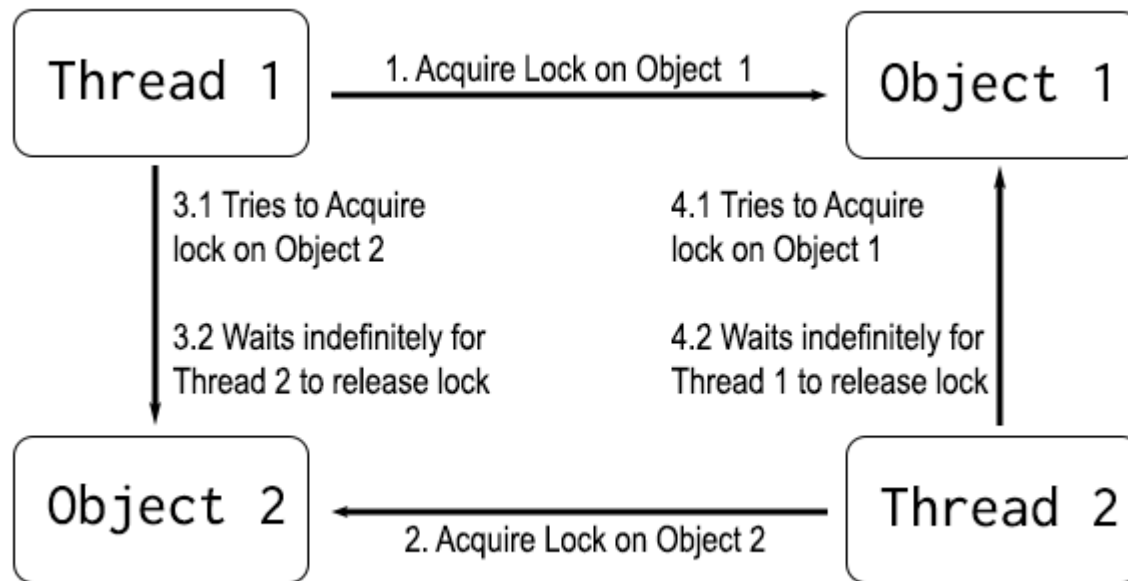 Thread 1
1. Acquire Lock on Object 1
Object 1
3.1 Tries to Acquire
lock on Object 2
4.1 Tries to Acquire
lock on Object 1
3.2 Waits indefinitely for
Thread 2 to release lock
4.2 Waits indefinitely for
Thread 1 to release lock
Object 2
2. Acquire Lock on Object 2
Thread 2